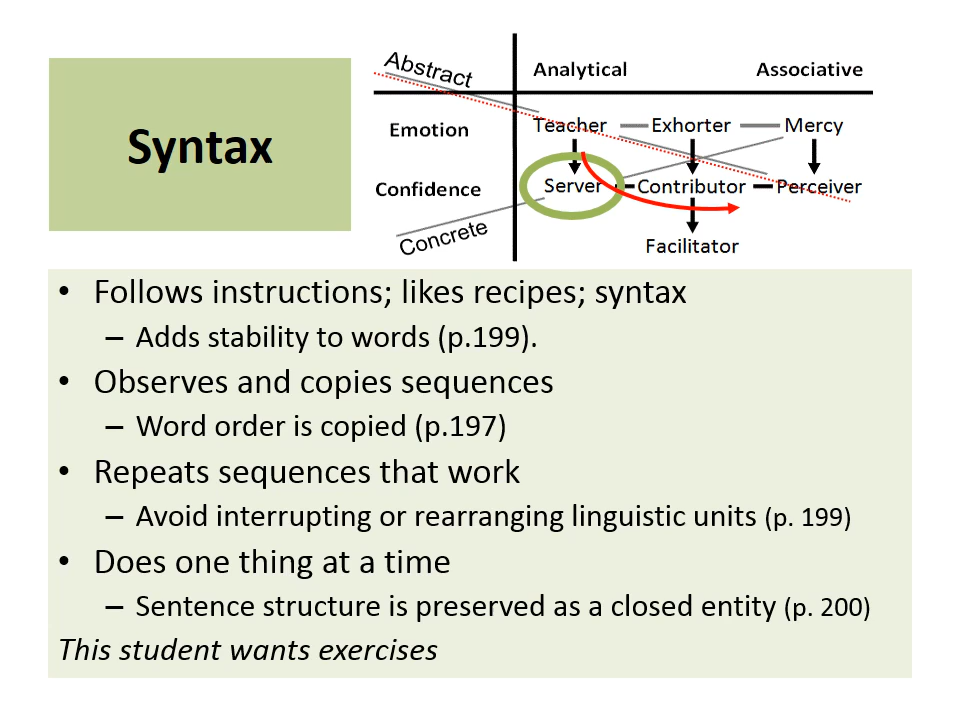 Syntax
Abstract
Analytical Associative
Emotion Teacher Exhorter Mercy
Confidence Server Contributor Perceiver
Concrete
Facilitator
• Follows instructions; likes recipes; syntax
– Adds stability to words (p.199).
• Observes and copies sequences
– Word order is copied (p.197)
• Repeats sequences that work
– Avoid interrupting or rearranging linguistic units (p. 199)
• Does one thing at a time
– Sentence structure is preserved as a closed entity (p. 200)
This student wants exercises